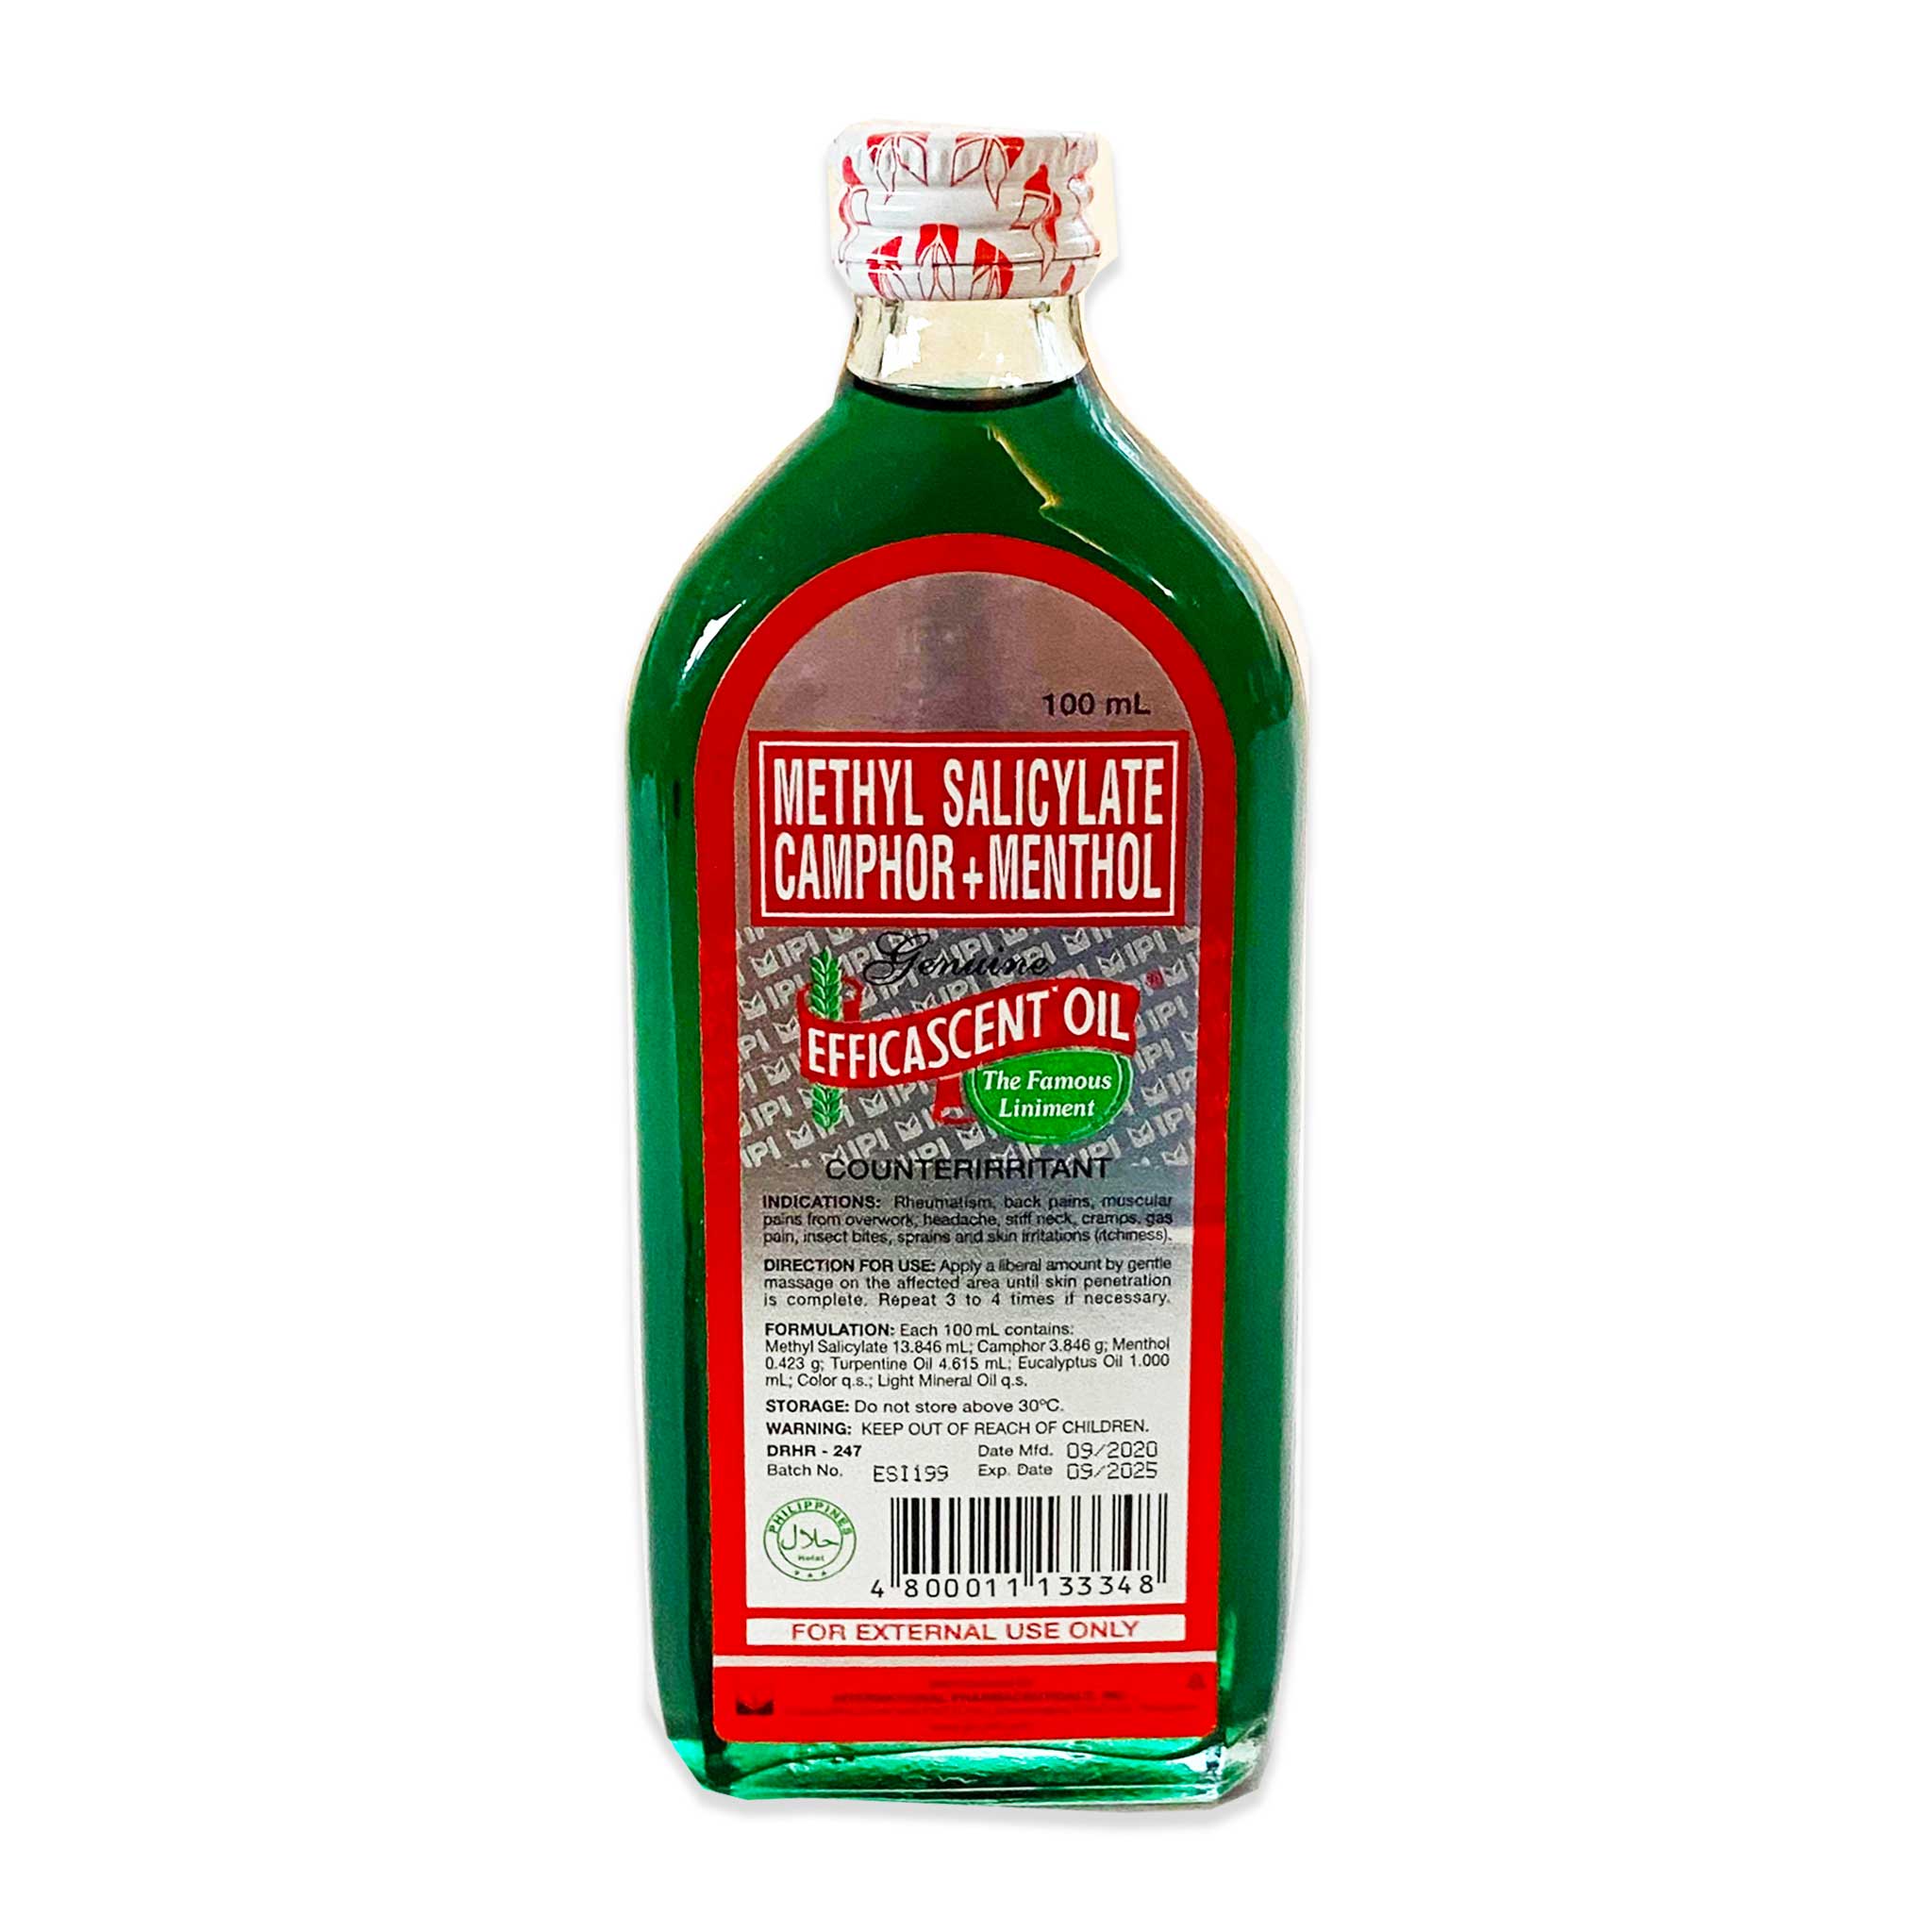 100 mL
METHYL SALICYLATE
CAMPHOR + MENTHOL
Genuine
EFFICASCENT OIL ®
The Famous
Liniment
COUNTERIRRITANT
INDICATIONS: Rheumatism, back pains, muscular
pains from overwork, headache, stiff neck, cramps, gas
pain, insect bites, sprains and skin irritations (itchiness).
DIRECTION FOR USE: Apply a liberal amount by gentle
massage on the affected area until skin penetration
is complete. Repeat 3 to 4 times if necessary.
FORMULATION: Each 100 mL contains:
Methyl Salicylate 13.846 mL; Camphor 3.846 g; Menthol
0.423 g; Turpentine Oil 4.615 mL; Eucalyptus Oil 1.000
mL; Color q.s.; Light Mineral Oil q.s.
STORAGE: Do not store above 30°C.
WARNING: KEEP OUT OF REACH OF CHILDREN.
DRHR - 247 Date Mfd. 09/2020
Batch No. ESI199 Exp. Date 09/2025
PHILIPPINES
حلال
Halal
4 800011 133348
FOR EXTERNAL USE ONLY
INTERNATIONAL PHARMACEUTICALS, INC.